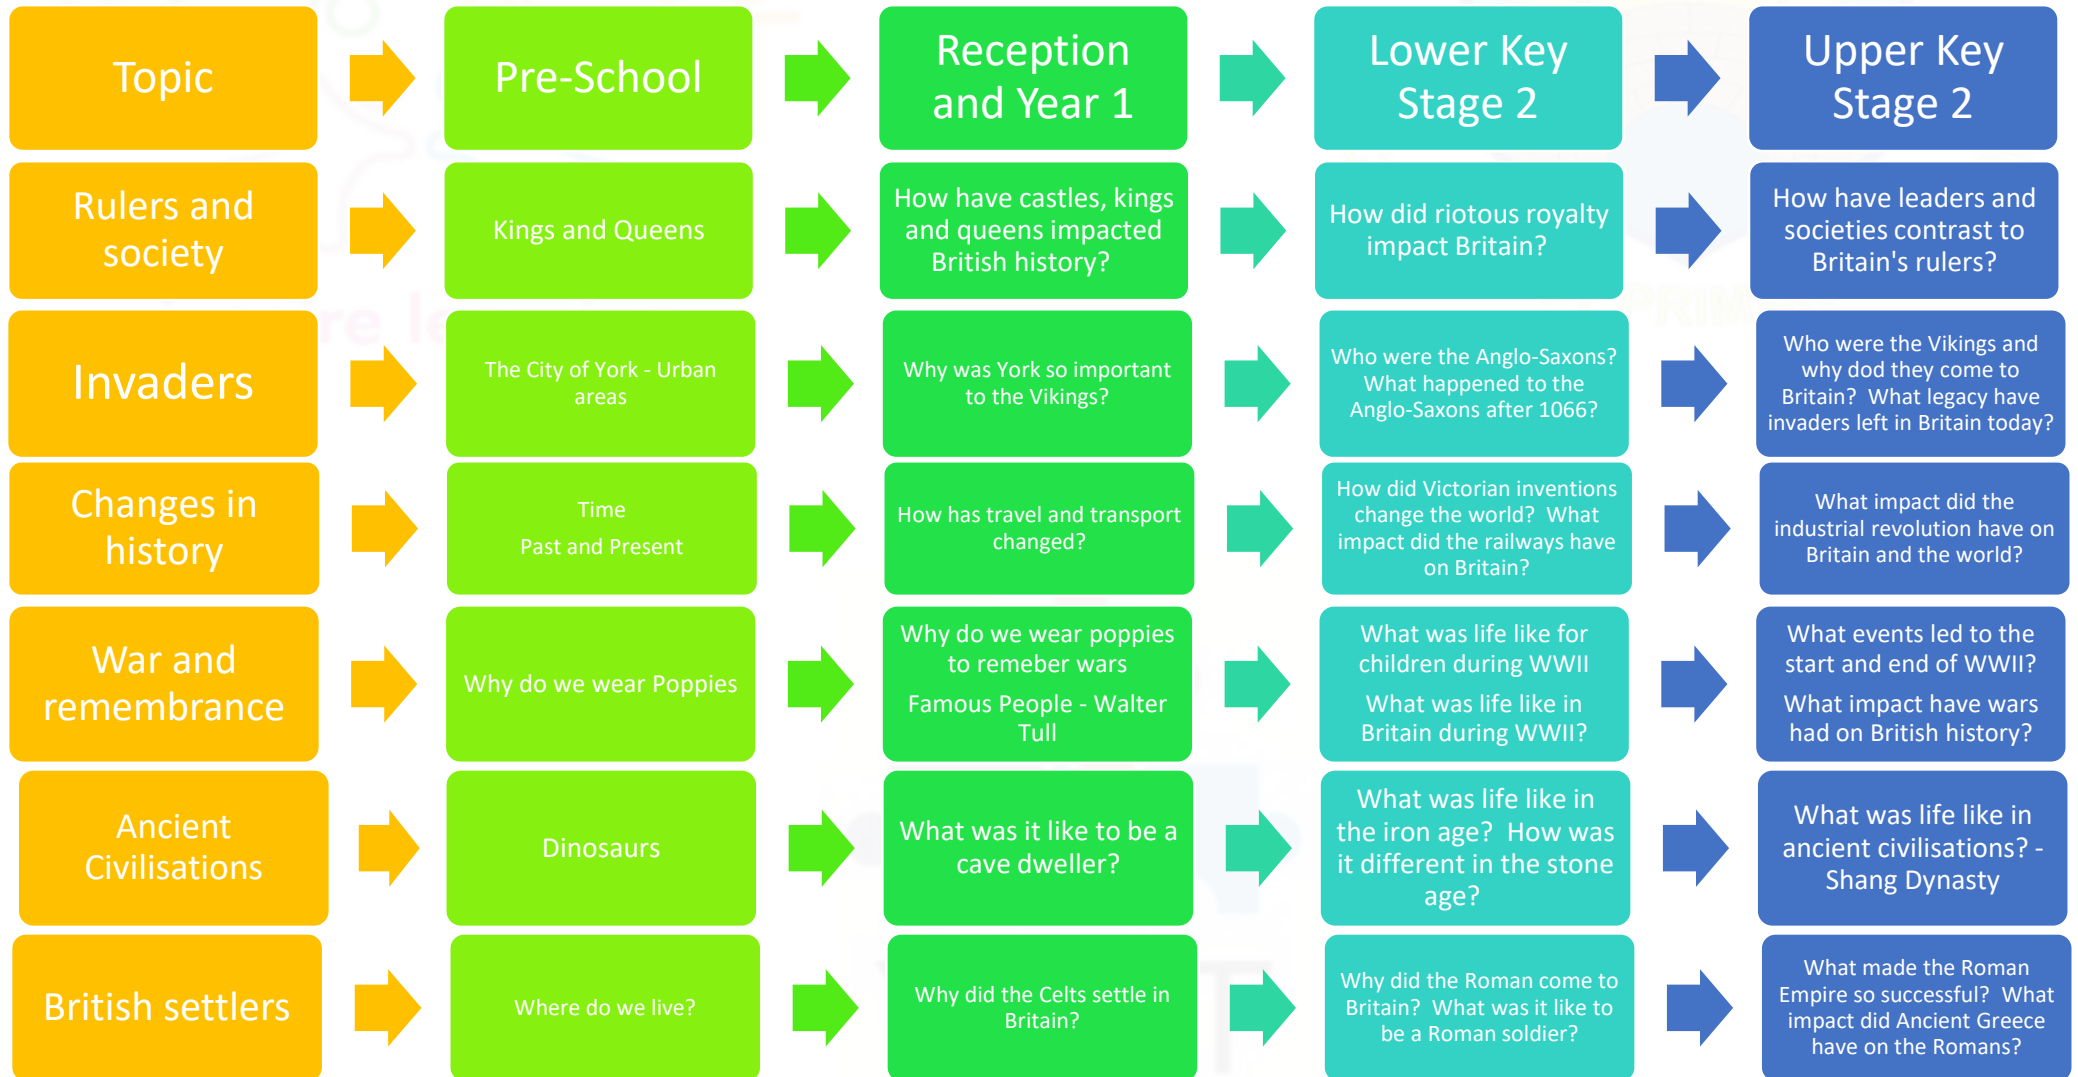 Topic
Pre-School
Reception
and Year 1
Lower Key
Stage 2
Upper Key
Stage 2
Rulers and
society
Kings and Queens
How have castles, kings
and queens impacted
British history?
How did riotous royalty
impact Britain?
How have leaders and
societies contrast to
Britain's rulers?
Invaders
The City of York - Urban
areas
Why was York so important
to the Vikings?
Who were the Anglo-Saxons?
What happened to the
Anglo-Saxons after 1066?
Who were the Vikings and
why dod they come to
Britain? What legacy have
invaders left in Britain today?
Changes in
history
Time
Past and Present
How has travel and transport
changed?
How did Victorian inventions
change the world? What
impact did the railways have
on Britain?
What impact did the
industrial revolution have on
Britain and the world?
War and
remembrance
Why do we wear Poppies
Why do we wear poppies
to remeber wars
Famous People - Walter
Tull
What was life like for
children during WWII
What was life like in
Britain during WWII?
What events led to the
start and end of WWII?
What impact have wars
had on British history?
Ancient
Civilisations
Dinosaurs
What was it like to be a
cave dweller?
What was life like in
the iron age? How was
it different in the stone
age?
What was life like in
ancient civilisations? -
Shang Dynasty
British settlers
Where do we live?
Why did the Celts settle in
Britain?
Why did the Roman come to
Britain? What was it like to
be a Roman soldier?
What made the Roman
Empire so successful? What
impact did Ancient Greece
have on the Romans?